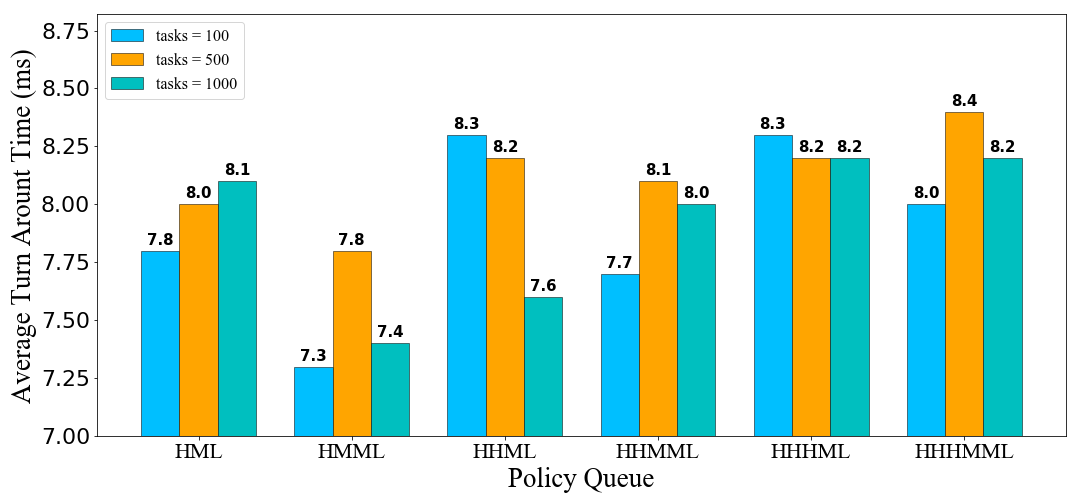 Average Turn Arount Time (ms)
8.75
8.50
8.25
8.00
7.75
7.50
7.25
7.00
tasks = 100
tasks = 500
tasks = 1000
7.8
8.0
8.1
7.3
7.8
7.4
8.3
8.2
7.6
7.7
8.1
8.0
8.3
8.2
8.2
8.0
8.4
8.2
HML
HMML
HHML
HHMML
HHHML
HHHMML
Policy Queue